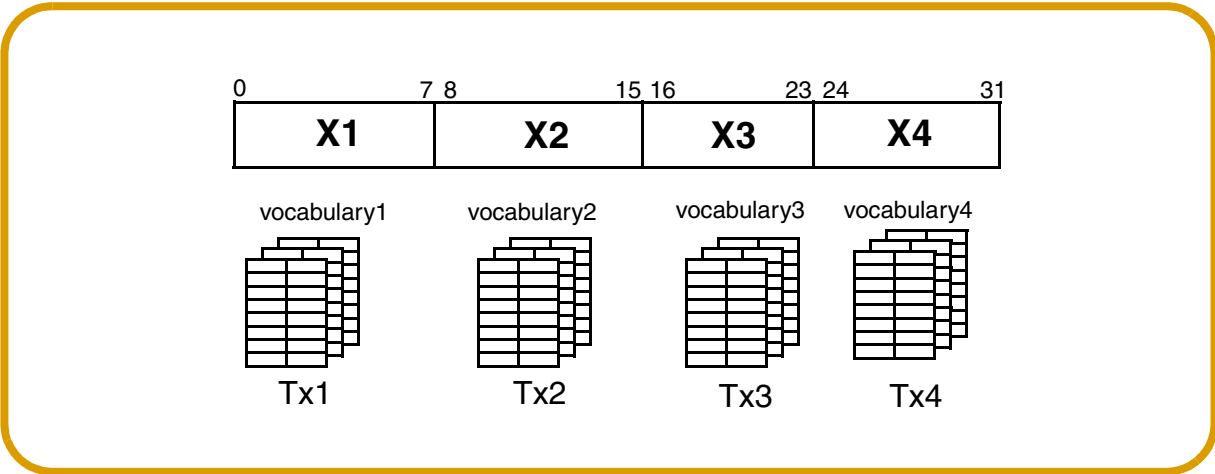 0 7 8 15 16 23 24 31
X1 X2 X3 X4
vocabulary1 vocabulary2 vocabulary3 vocabulary4
Tx1 Tx2 Tx3 Tx4